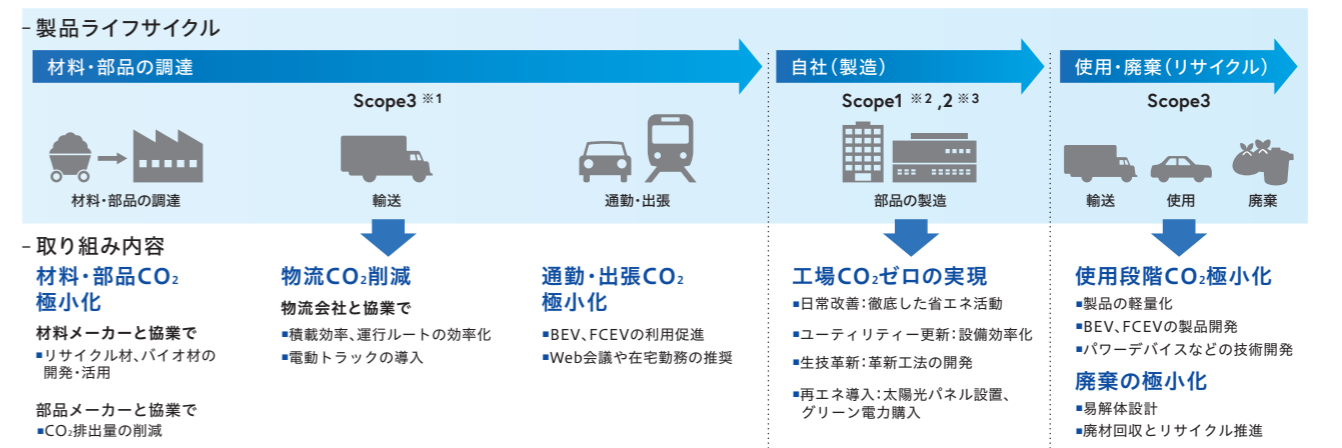 製品ライフサイクル
材料・部品の調達
Scope3 ※1
材料・部品の調達
輸送
通勤・出張
自社(製造)
Scope1 ※2 ,2 ※3
部品の製造
使用・廃棄(リサイクル)
Scope3
輸送
使用
廃棄
取り組み内容
材料・部品CO2
極小化
材料メーカーと協業で
■リサイクル材、バイオ材の
開発・活用
部品メーカーと協業で
■CO2排出量の削減
物流CO2削減
物流会社と協業で
■積載効率、運行ルートの効率化
■電動トラックの導入
通勤・出張CO2
極小化
■BEV、FCEVの利用促進
■Web会議や在宅勤務の推奨
工場CO2ゼロの実現
■日常改善:徹底した省エネ活動
■ユーティリティー更新:設備効率化
■生技革新:革新工法の開発
■再エネ導入:太陽光パネル設置、
グリーン電力購入
使用段階CO2極小化
■製品の軽量化
■BEV、FCEVの製品開発
■パワーデバイスなどの技術開発
廃棄の極小化
■易解体設計
■廃材回収とリサイクル推進